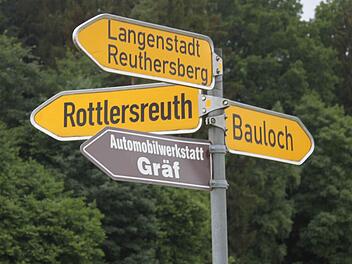 Langenstadt
Reuthersberg
Rottlersreuth
Bauloch
Automobilwerkstatt
Gräf